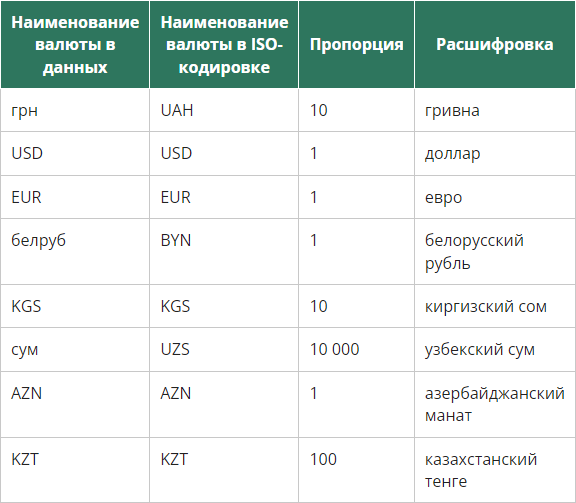 Наименование валюты в данных
Наименование валюты в ISO-кодировке
Пропорция
Расшифровка
грн UAH 10 гривна
USD USD 1 доллар
EUR EUR 1 евро
белруб BYN 1 белорусский рубль
KGS KGS 10 киргизский сом
сум UZS 10 000 узбекский сум
AZN AZN 1 азербайджанский манат
KZT KZT 100 казахстанский тенге